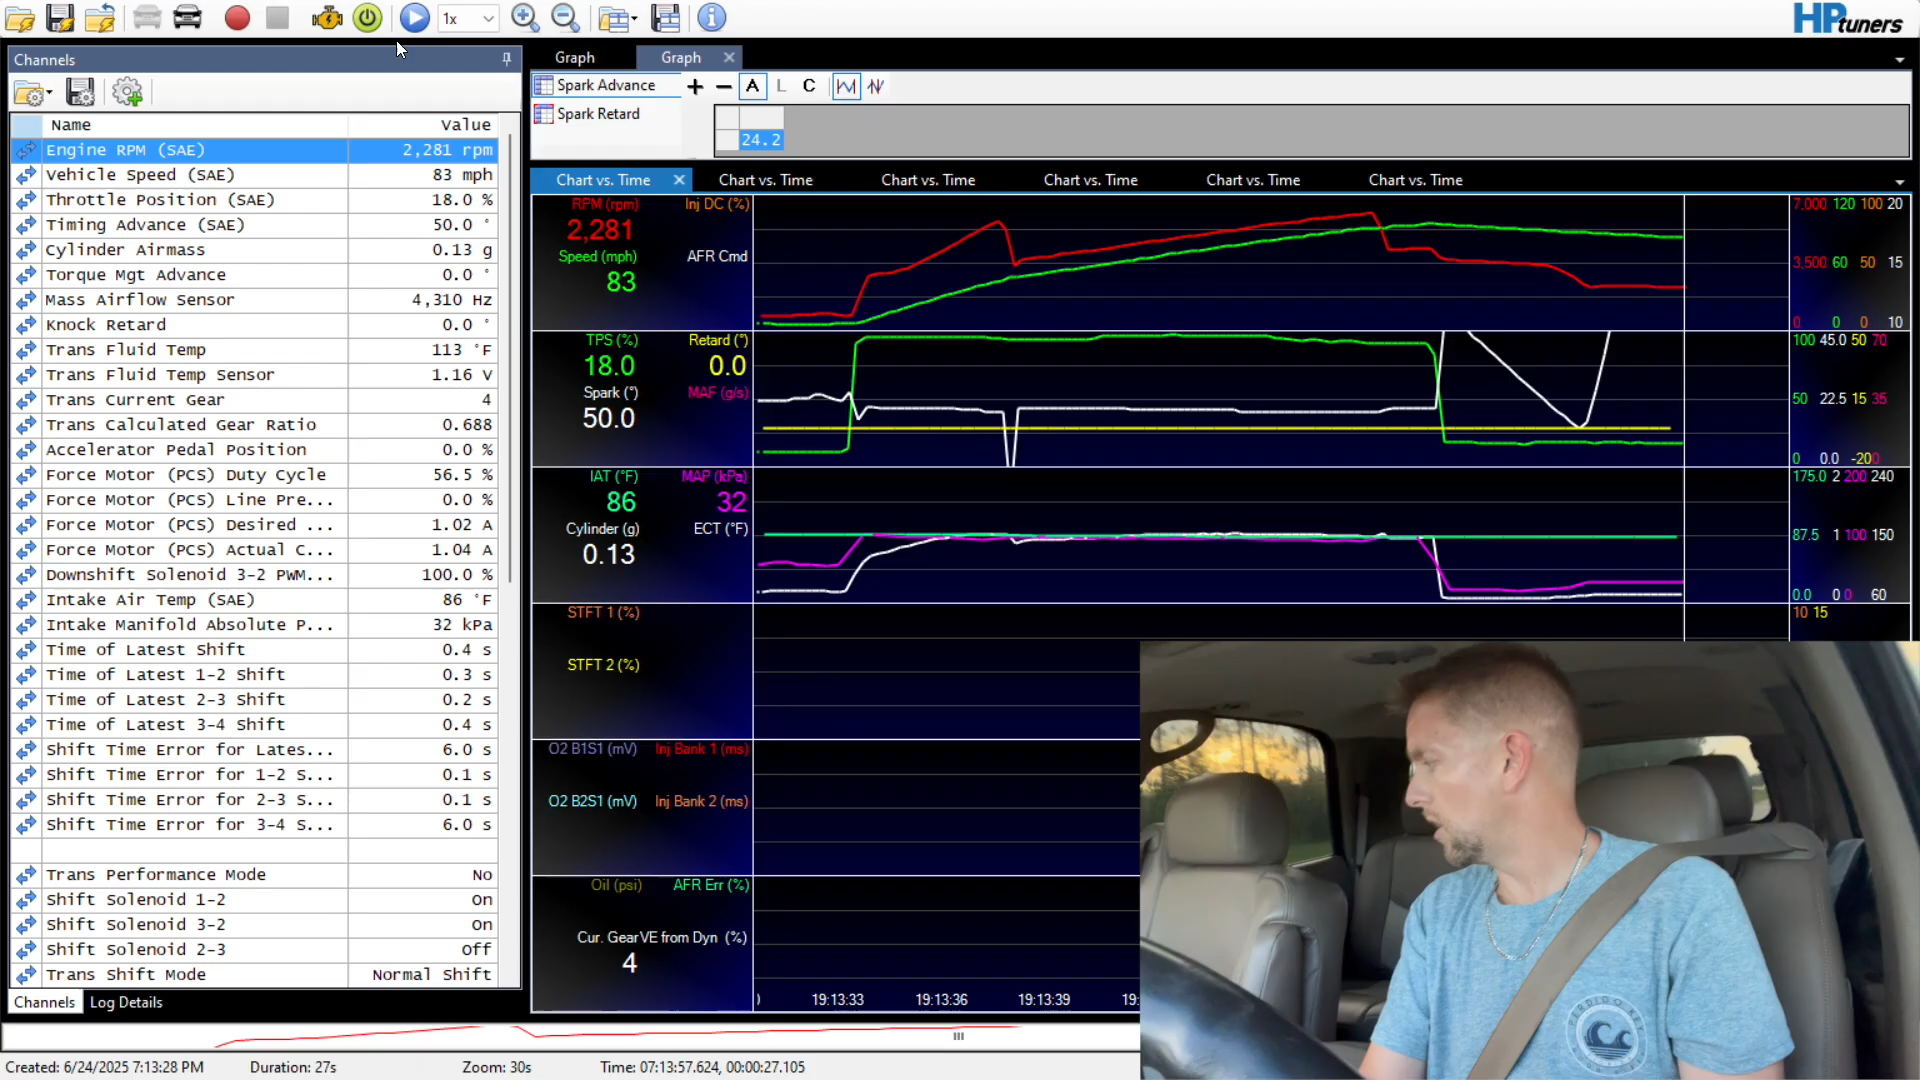 1x
HP tuners
Channels
Graph
Graph
Spark Advance
A L C
Spark Retard
24.2
Name Value
Engine RPM (SAE) 2,281 rpm
Vehicle Speed (SAE) 83 mph
Throttle Position (SAE) 18.0 %
Timing Advance (SAE) 50.0 °
Cylinder Airmass 0.13 g
Torque Mgt Advance 0.0 °
Mass Airflow Sensor 4,310 Hz
Knock Retard 0.0 °
Trans Fluid Temp 113 °F
Trans Fluid Temp Sensor 1.16 V
Trans Current Gear 4
Trans Calculated Gear Ratio 0.688
Accelerator Pedal Position 0.0 %
Force Motor (PCS) Duty Cycle 56.5 %
Force Motor (PCS) Line Pre... 0.0 %
Force Motor (PCS) Desired ... 1.02 A
Force Motor (PCS) Actual C... 1.04 A
Downshift Solenoid 3-2 PWM... 100.0 %
Intake Air Temp (SAE) 86 °F
Intake Manifold Absolute P... 32 kPa
Time of Latest Shift 0.4 s
Time of Latest 1-2 Shift 0.3 s
Time of Latest 2-3 Shift 0.2 s
Time of Latest 3-4 Shift 0.4 s
Shift Time Error for Lates... 6.0 s
Shift Time Error for 1-2 S... 0.1 s
Shift Time Error for 2-3 S... 0.1 s
Shift Time Error for 3-4 S... 6.0 s
Trans Performance Mode No
Shift Solenoid 1-2 On
Shift Solenoid 3-2 On
Shift Solenoid 2-3 Off
Trans Shift Mode Normal Shift
Channels Log Details
Chart vs. Time Chart vs. Time Chart vs. Time Chart vs. Time Chart vs. Time Chart vs. Time
RPM (rpm) Inj DC (%)
2,281
Speed (mph) AFR Cmd
83
7,000 120 100 20
3,500 60 50 15
0 0 0 10
TPS (%) Retard (°)
18.0 0.0
Spark (°) MAF (g/s)
50.0
100 45.0 50 70
50 22.5 15 35
0 0.0 -20 0
IAT (°F) MAP (kPa)
86 32
Cylinder (g) ECT (°F)
0.13
175.0 2 200 240
87.5 1 100 150
0.0 0 0 60
STFT 1 (%)
STFT 2 (%)
10 15
O2 B1S1 (mV) Inj Bank 1 (ms)
O2 B2S1 (mV) Inj Bank 2 (ms)
Oil (psi) AFR Err (%)
Cur. Gear VE from Dyn (%)
4
19:13:33 19:13:36 19:13:39 19:
Created: 6/24/2025 7:13:28 PM Duration: 27s Zoom: 30s Time: 07:13:57.624, 00:00:27.105